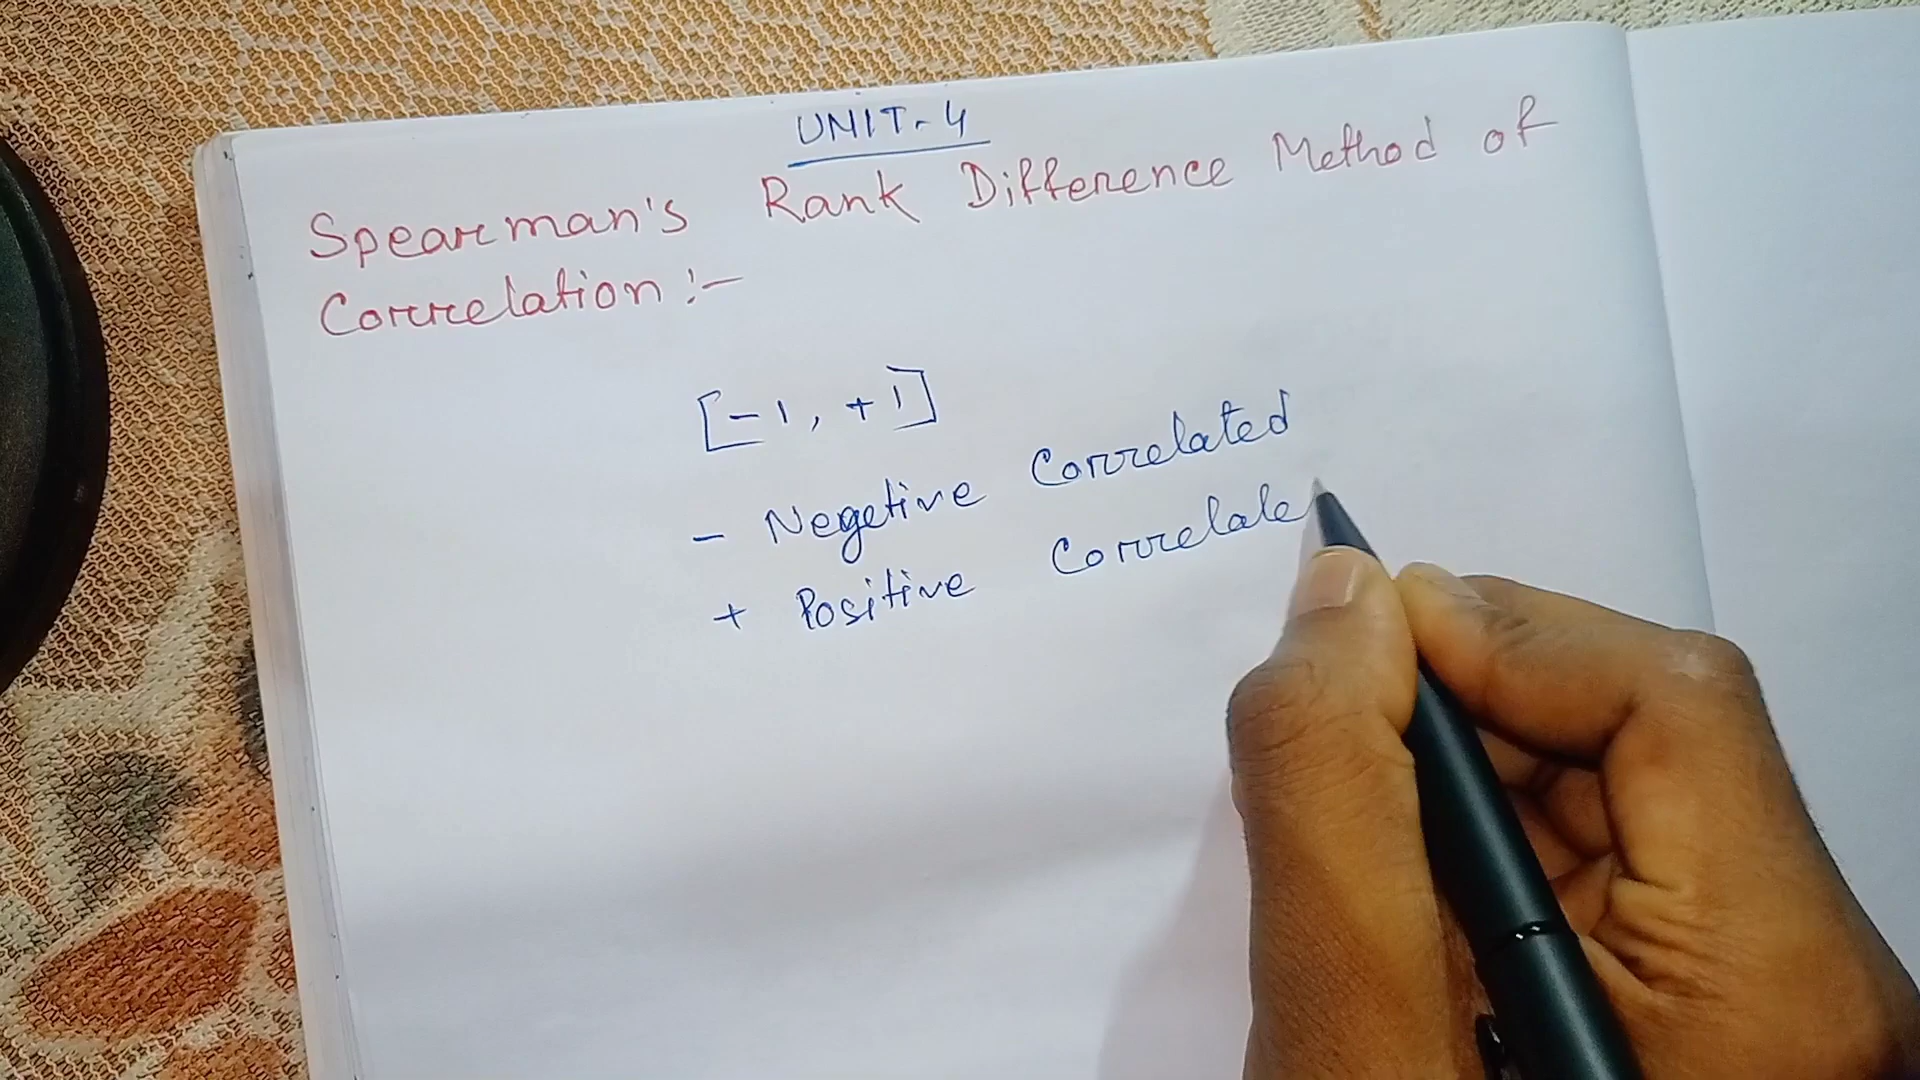 UNIT-4
Spearman's Rank Difference Method of
Correlation :-
[-1, +1]
- Negetive Correlated
+ Positive Correlate